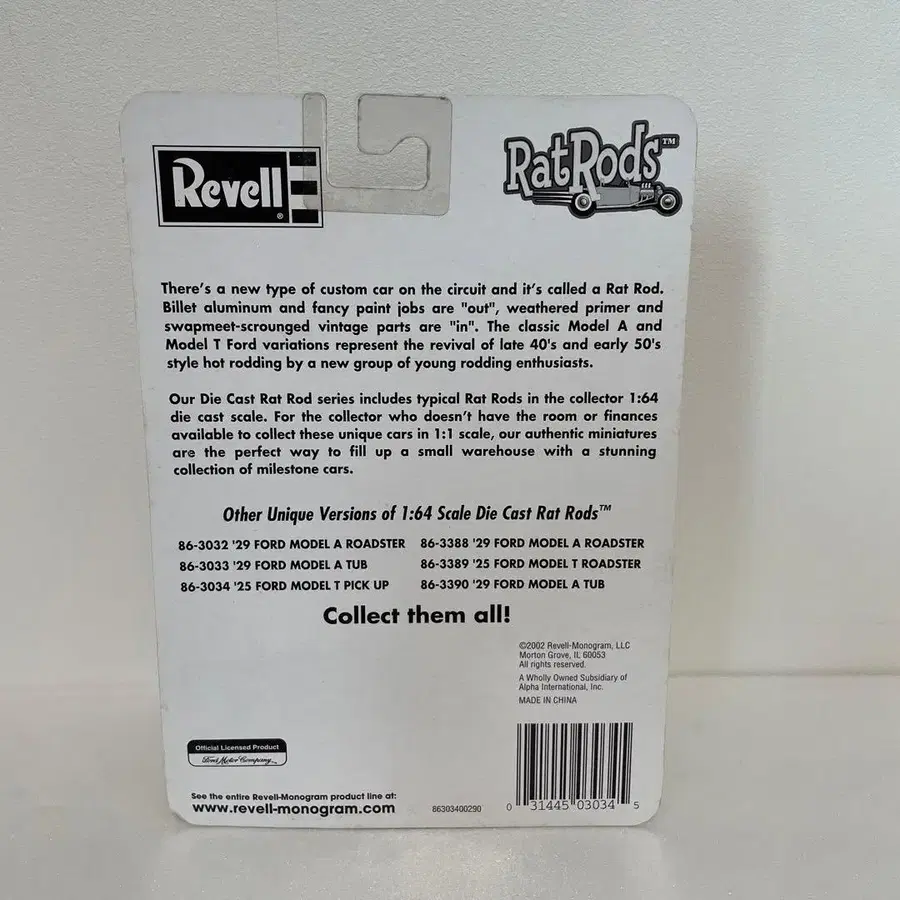 Revell®
RatRods™
There's a new type of custom car on the circuit and it's called a Rat Rod.
Billet aluminum and fancy paint jobs are "out", weathered primer and
swapmeet-scrounged vintage parts are "in". The classic Model A and
Model T Ford variations represent the revival of late 40's and early 50's
style hot rodding by a new group of young rodding enthusiasts.
Our Die Cast Rat Rod series includes typical Rat Rods in the collector 1:64
die cast scale. For the collector who doesn't have the room or finances
available to collect these unique cars in 1:1 scale, our authentic miniatures
are the perfect way to fill up a small warehouse with a stunning
collection of milestone cars.
Other Unique Versions of 1:64 Scale Die Cast Rat Rods™
86-3032 '29 FORD MODEL A ROADSTER 86-3388 '29 FORD MODEL A ROADSTER
86-3033 '29 FORD MODEL A TUB 86-3389 '25 FORD MODEL T ROADSTER
86-3034 '25 FORD MODEL T PICK UP 86-3390 '29 FORD MODEL A TUB
Collect them all!
©2002 Revell-Monogram, LLC
Morton Grove, IL 60053
All rights reserved.
A Wholly Owned Subsidiary of
Alpha International, Inc.
MADE IN CHINA
Official Licensed Product
Ford Motor Company
See the entire Revell-Monogram product line at:
www.revell-monogram.com
86303400290
0 31445 03034 5